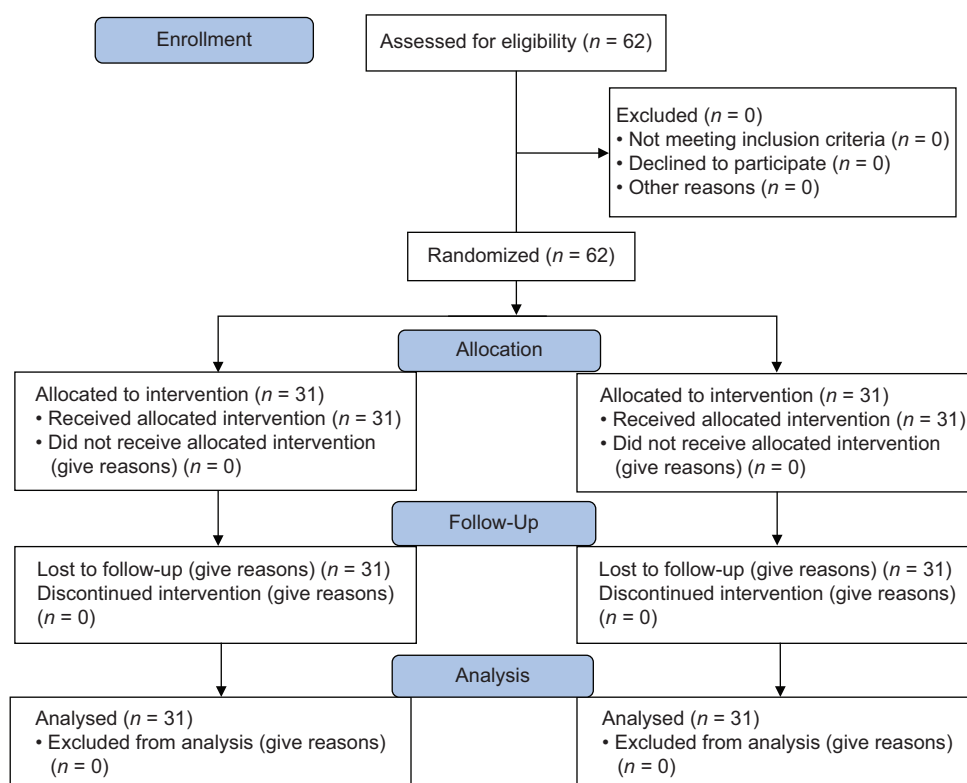 Enrollment
Assessed for eligibility (n = 62)
Excluded (n = 0)
• Not meeting inclusion criteria (n = 0)
• Declined to participate (n = 0)
• Other reasons (n = 0)
Randomized (n = 62)
Allocation
Allocated to intervention (n = 31)
• Received allocated intervention (n = 31)
• Did not receive allocated intervention
(give reasons) (n = 0)
Allocated to intervention (n = 31)
• Received allocated intervention (n = 31)
• Did not receive allocated intervention
(give reasons) (n = 0)
Follow-Up
Lost to follow-up (give reasons) (n = 31)
Discontinued intervention (give reasons)
(n = 0)
Lost to follow-up (give reasons) (n = 31)
Discontinued intervention (give reasons)
(n = 0)
Analysis
Analysed (n = 31)
• Excluded from analysis (give reasons)
(n = 0)
Analysed (n = 31)
• Excluded from analysis (give reasons)
(n = 0)